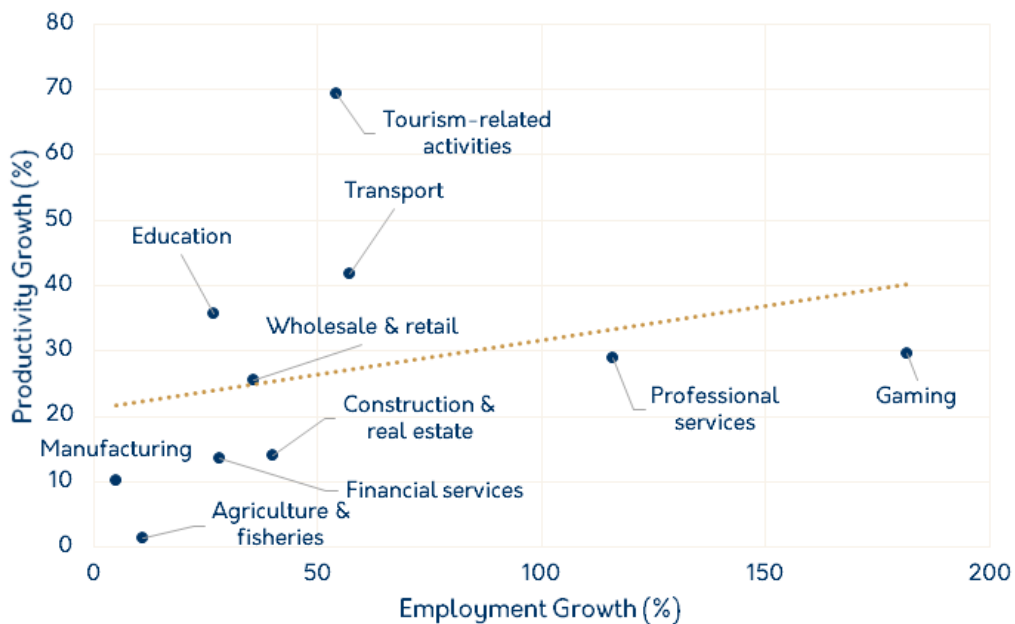 80
70
60
50
40
30
20
10
0
Productivity Growth (%)
Tourism-related
activities
Transport
Education
Wholesale & retail
Construction &
real estate
Professional
services
Gaming
Manufacturing
Financial services
Agriculture &
fisheries
0
50
100
150
200
Employment Growth (%)